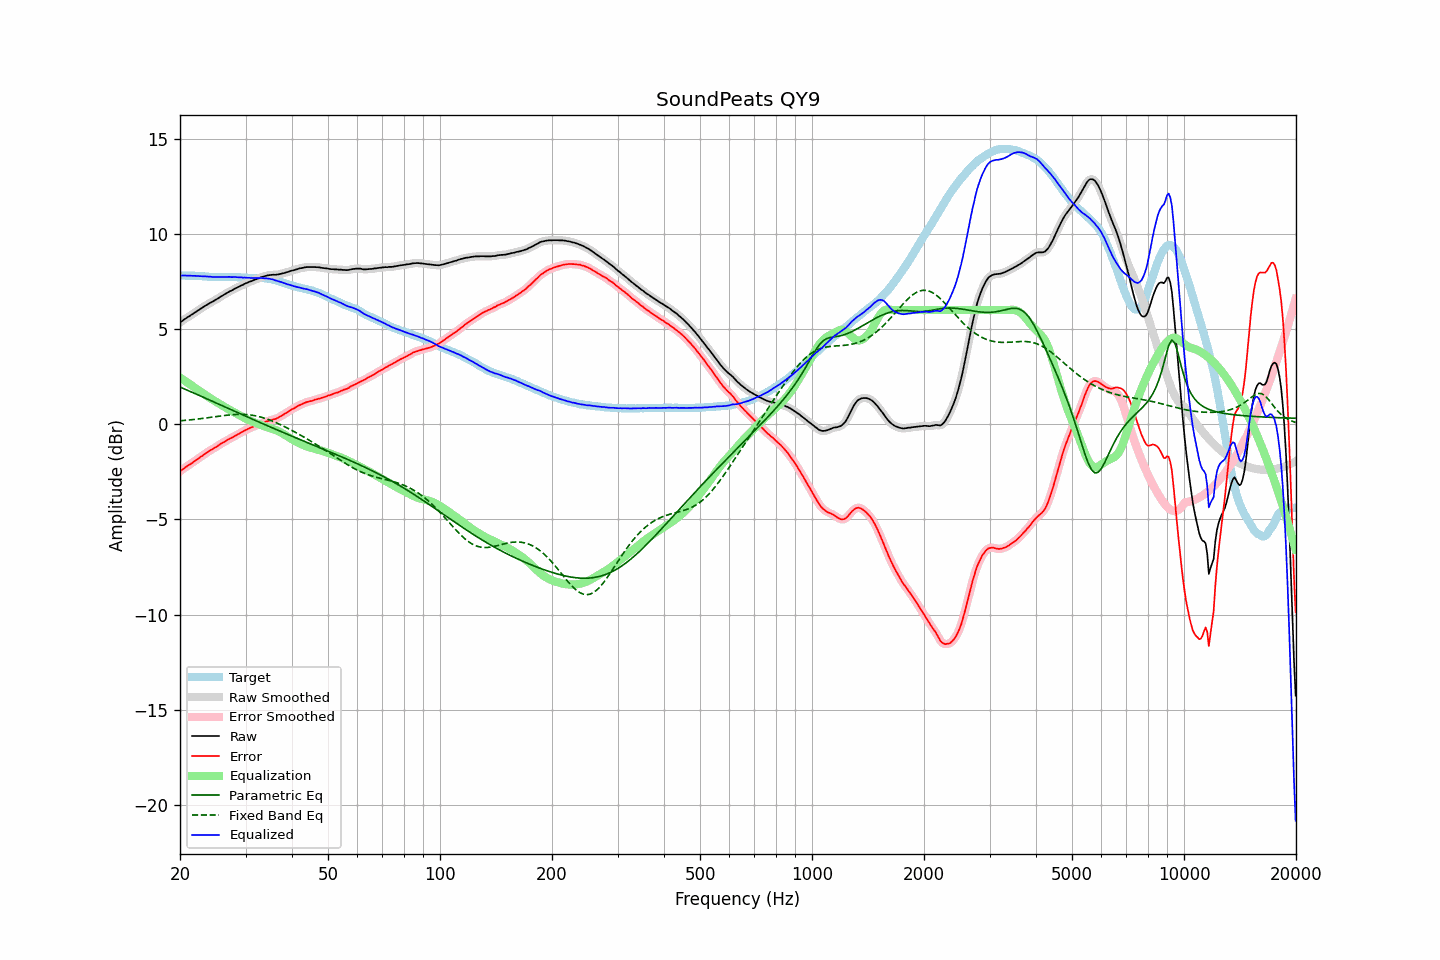 SoundPeats QY9
15
10
5
0
−5
−10
−15
−20
Amplitude (dBr)
Target
Raw Smoothed
Error Smoothed
Raw
Error
Equalization
Parametric Eq
Fixed Band Eq
Equalized
20
50
100
200
500
1000
2000
5000
10000
20000
Frequency (Hz)